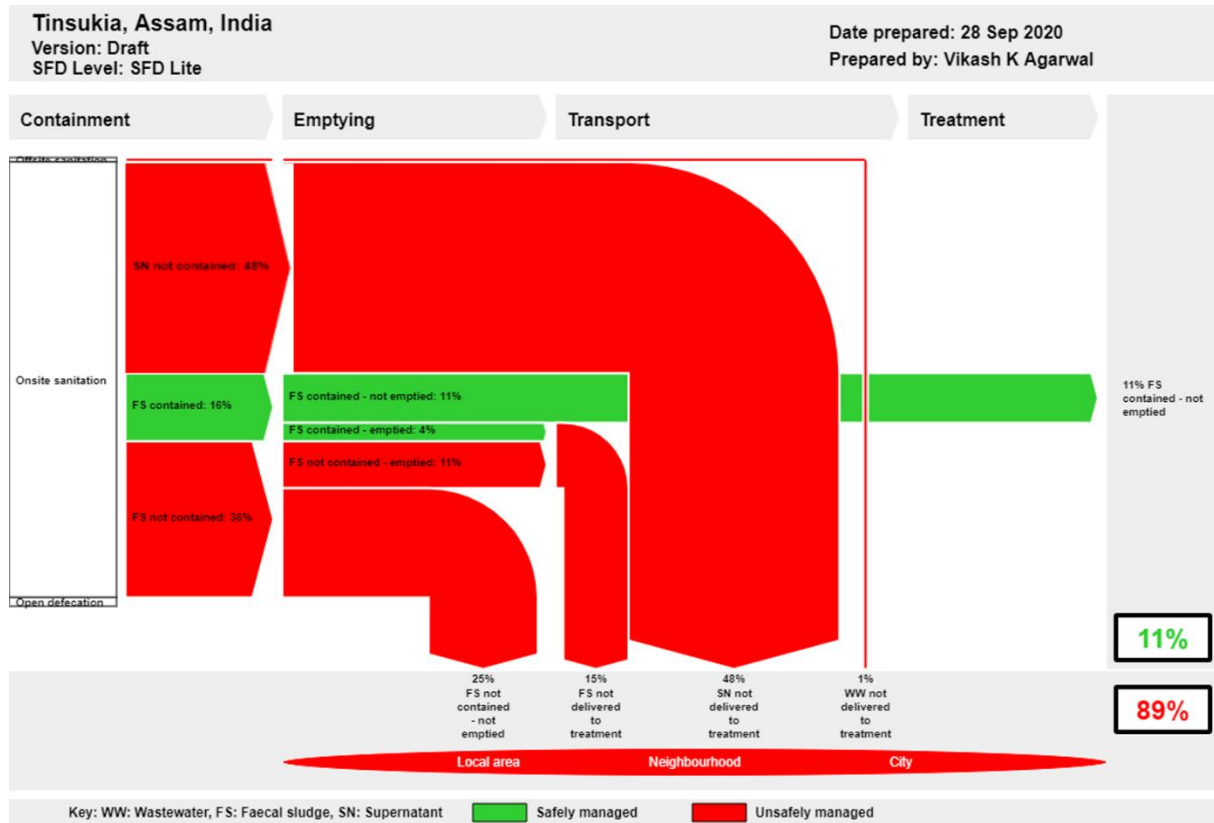 Tinsukia, Assam, India
Version: Draft
SFD Level: SFD Lite
Date prepared: 28 Sep 2020
Prepared by: Vikash K Agarwal
Containment
Emptying
Transport
Treatment
Offsite sanitation
SN not contained: 48%
Onsite sanitation
FS contained: 16%
FS contained - not emptied: 11%
FS contained - emptied: 4%
FS not contained - emptied: 11%
FS not contained: 36%
Open defecation
11% FS
contained - not
emptied
11%
25%
FS not
contained
- not
emptied
15%
FS not
delivered
to
treatment
48%
SN not
delivered
to
treatment
1%
WW not
delivered
to
treatment
89%
Local area
Neighbourhood
City
Key: WW: Wastewater, FS: Faecal sludge, SN: Supernatant
Safely managed
Unsafely managed